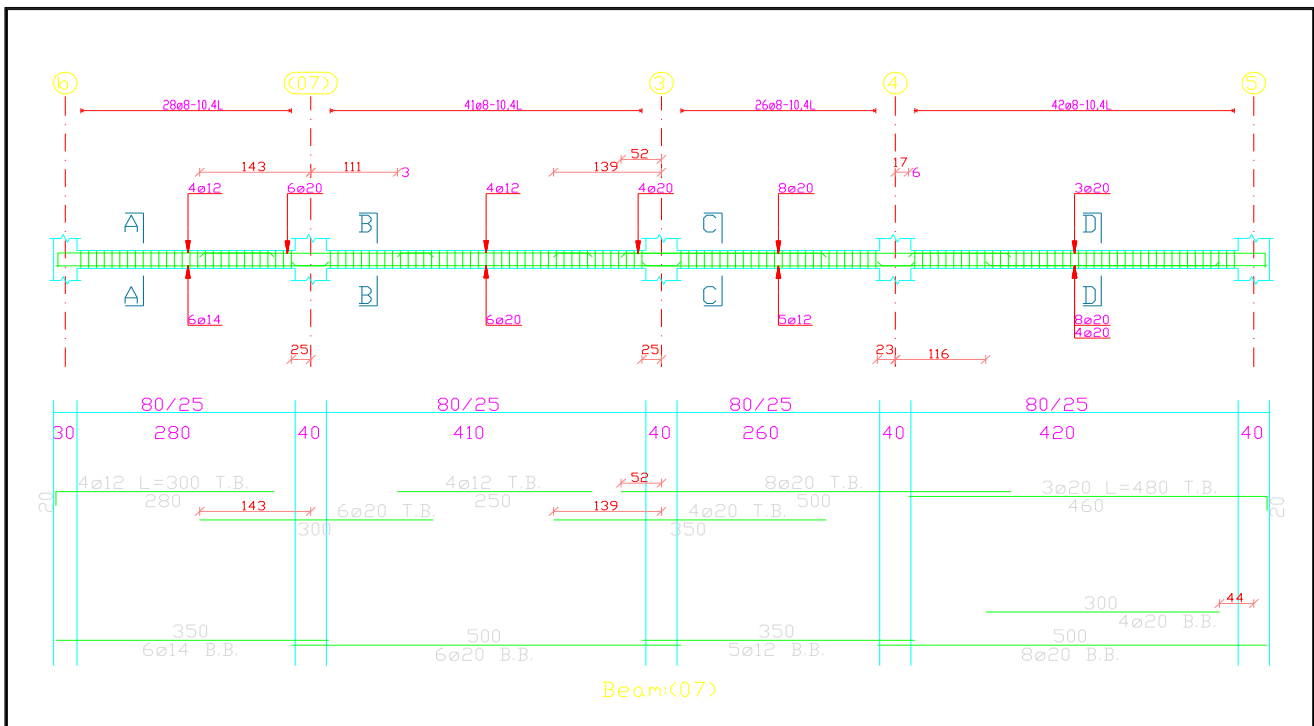 6 (07) 3 4 5
28ø8-10,4L 41ø8-10,4L 26ø8-10,4L 42ø8-10,4L
52 17
143 111 3 139 6
4ø12 6ø20 4ø12 4ø20 8ø20 3ø20
A B C D
A B C D
6ø14 6ø20 5ø12 8ø20
4ø20
25 25 23 116
80/25 80/25 80/25 80/25
30 280 40 410 40 260 40 420 40
52
4ø12 L=300 T.B. 4ø12 T.B. 8ø20 T.B. 3ø20 L=480 T.B.
20 280 250 500 460 20
143 6ø20 T.B. 139 4ø20 T.B.
300 350
300 44
4ø20 B.B.
350 500 350 500
6ø14 B.B. 6ø20 B.B. 5ø12 B.B. 8ø20 B.B.
Beam:(07)